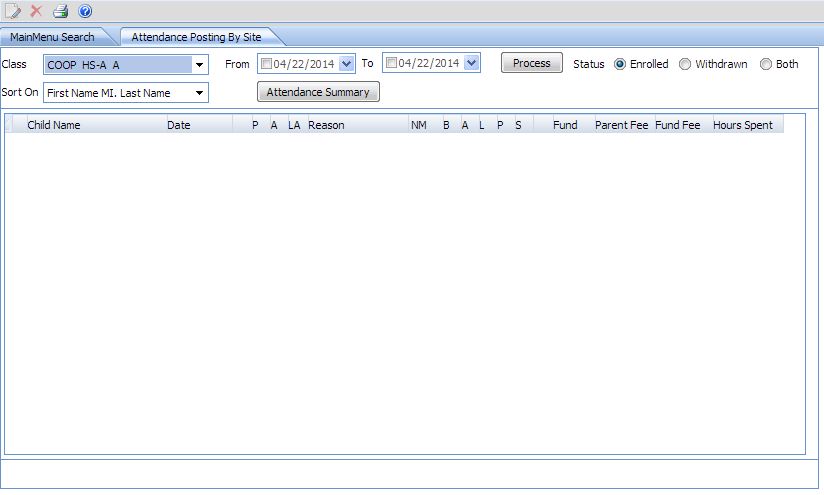 MainMenu Search Attendance Posting By Site
Class COOP HS-A A From 04/22/2014 To 04/22/2014 Process Status Enrolled Withdrawn Both
Sort On First Name MI. Last Name Attendance Summary
Child Name Date P A LA Reason NM B A L P S Fund Parent Fee Fund Fee Hours Spent